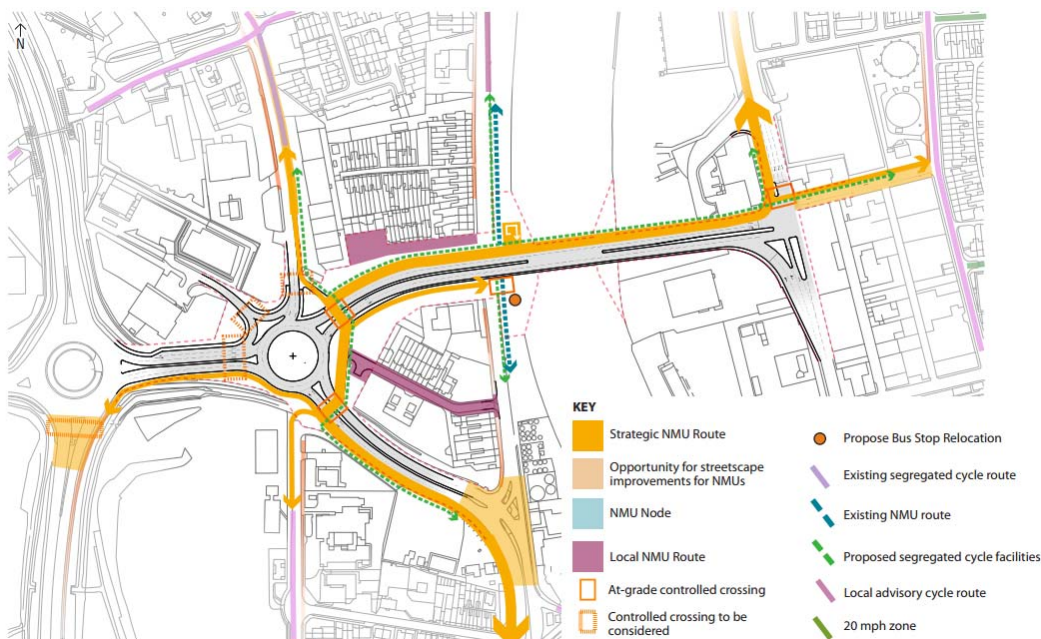 N
KEY
Strategic NMU Route
Opportunity for streetscape
improvements for NMUs
NMU Node
Local NMU Route
At-grade controlled crossing
Controlled crossing to be
considered
Propose Bus Stop Relocation
Existing segregated cycle route
Existing NMU route
Proposed segregated cycle facilities
Local advisory cycle route
20 mph zone